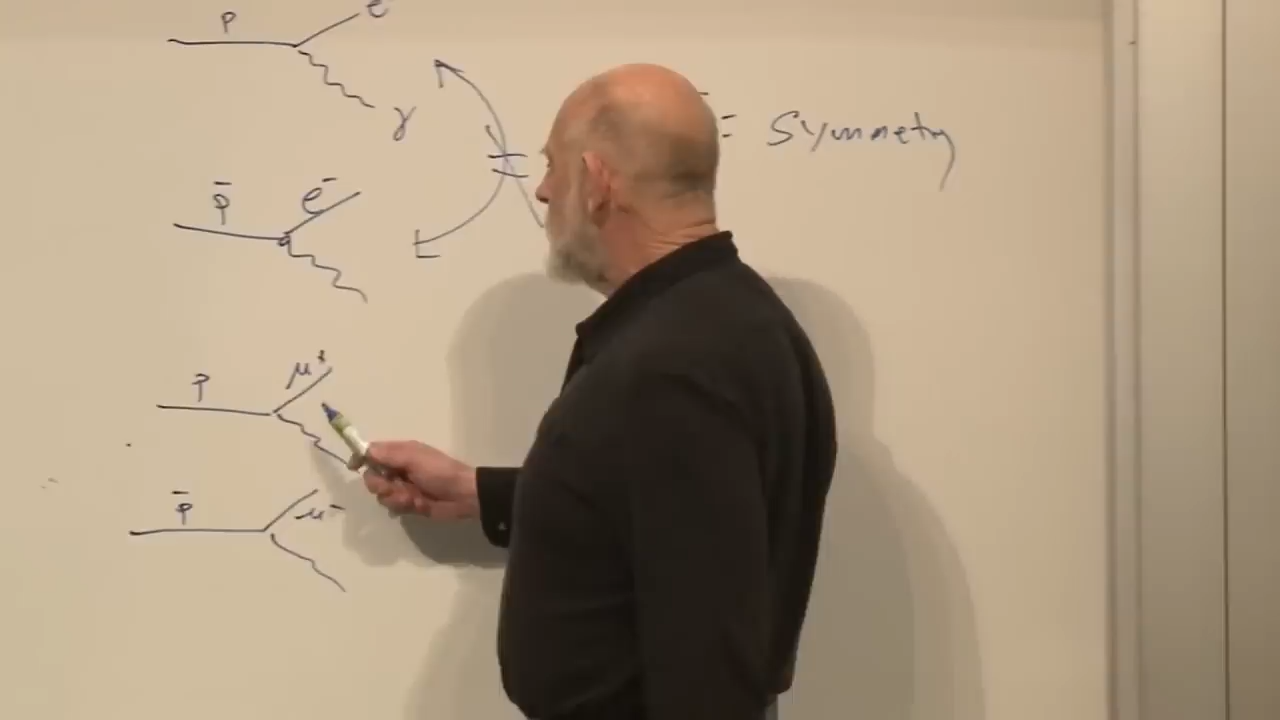 p e
γ
= Symmetry
p̄ e⁻
p μ⁺
p̄ μ⁻